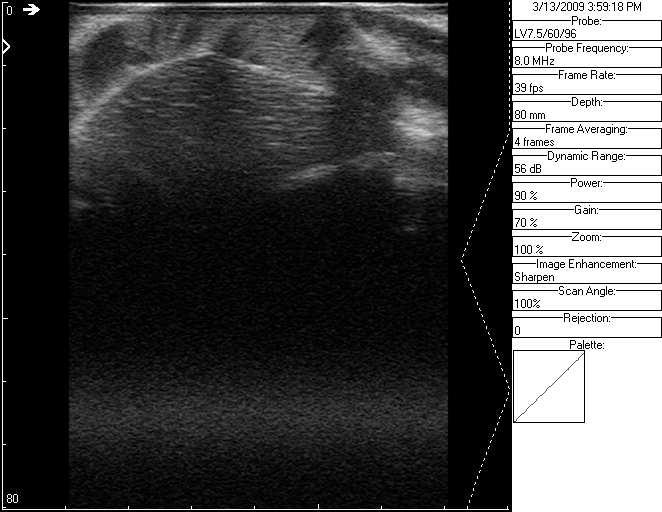 0
80
3/13/2009 3:59:18 PM
Probe:
LV7.5/60/96
Probe Frequency:
8.0 MHz
Frame Rate:
39 fps
Depth:
80 mm
Frame Averaging:
4 frames
Dynamic Range:
56 dB
Power:
90 %
Gain:
70 %
Zoom:
100 %
Image Enhancement:
Sharpen
Scan Angle:
100%
Rejection:
0
Palette: